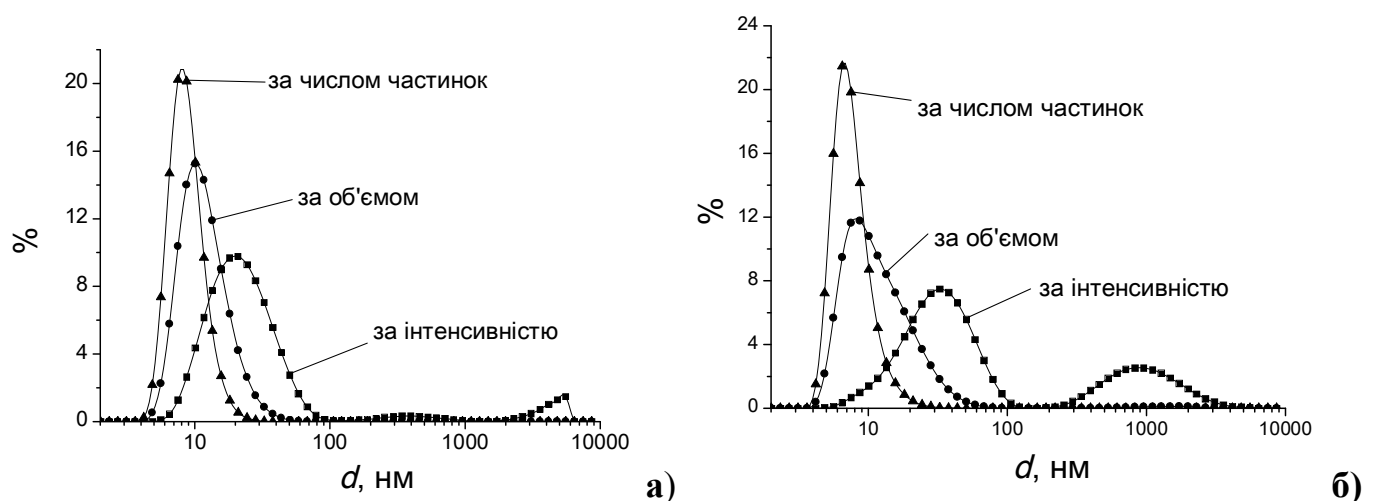 20
16
12
8
4
0
%
за числом частинок
за об'ємом
за інтенсивністю
10
100
1000
10000
d, нм
а)
24
20
16
12
8
4
0
%
за числом частинок
за об'ємом
за інтенсивністю
10
100
1000
10000
d, нм
б)